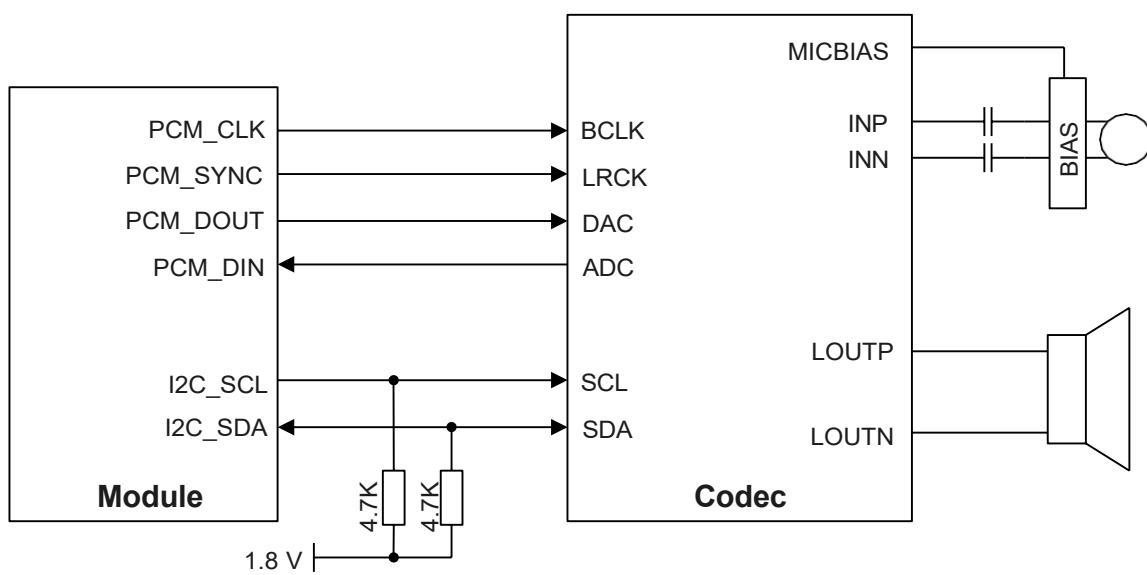 MICBIAS
PCM_CLK
BCLK
INP
PCM_SYNC
LRCK
INN
BIAS
PCM_DOUT
DAC
PCM_DIN
ADC
LOUTP
I2C_SCL
SCL
I2C_SDA
SDA
LOUTN
Module
4.7K
4.7K
Codec
1.8 V